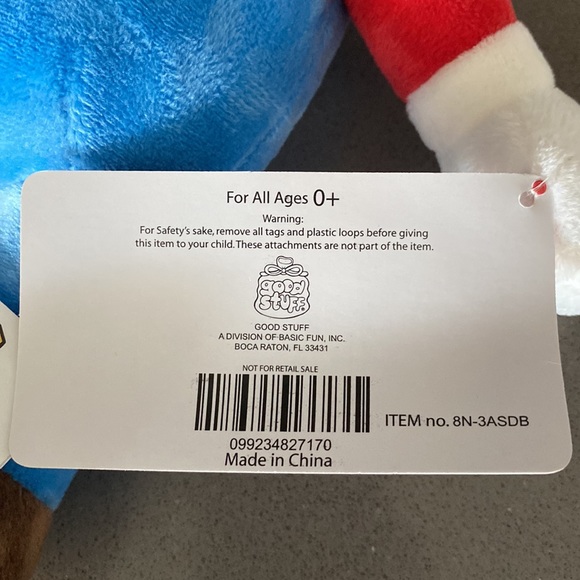 For All Ages 0+
Warning:
For Safety's sake, remove all tags and plastic loops before giving
this item to your child.These attachments are not part of the item.
good
stuff
GOOD STUFF
A DIVISION OF BASIC FUN, INC.
BOCA RATON, FL 33431
NOT FOR RETAIL SALE
ITEM no. 8N-3ASDB
099234827170
Made in China